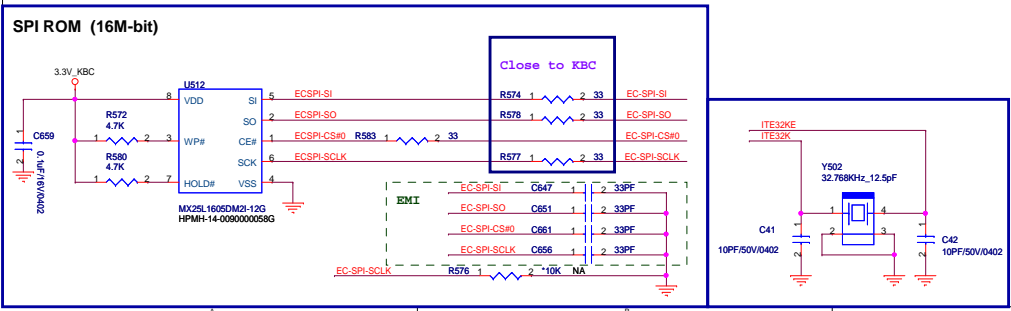 SPI ROM (16M-bit)
3.3V_KBC
U512
Close to KBC
8 VDD SI 5 ECSPI-SI R574 1 2 33 EC-SPI-SI
R572
4.7K
SO 2 ECSPI-SO R578 1 2 33 EC-SPI-SO
1 2 3 WP# CE# 1 ECSPI-CS#0 R583 1 2 33 EC-SPI-CS#0
R580
4.7K
SCK 6 ECSPI-SCLK R577 1 2 33 EC-SPI-SCLK
1 2 7 HOLD# VSS 4
1
C659
2
0.1uF/16V/0402
MX25L1605DM2I-12G
HPMH-14-0090000058G
EMI
EC-SPI-SI C647 1 2 33PF
EC-SPI-SO C651 1 2 33PF
EC-SPI-CS#0 C661 1 2 33PF
EC-SPI-SCLK C656 1 2 33PF
EC-SPI-SCLK R576 1 2 *10K NA
ITE32KE
ITE32K
Y502
32.768KHz_12.5pF
1 4
2 3
1
C41
2
10PF/50V/0402
1
C42
2
10PF/50V/0402